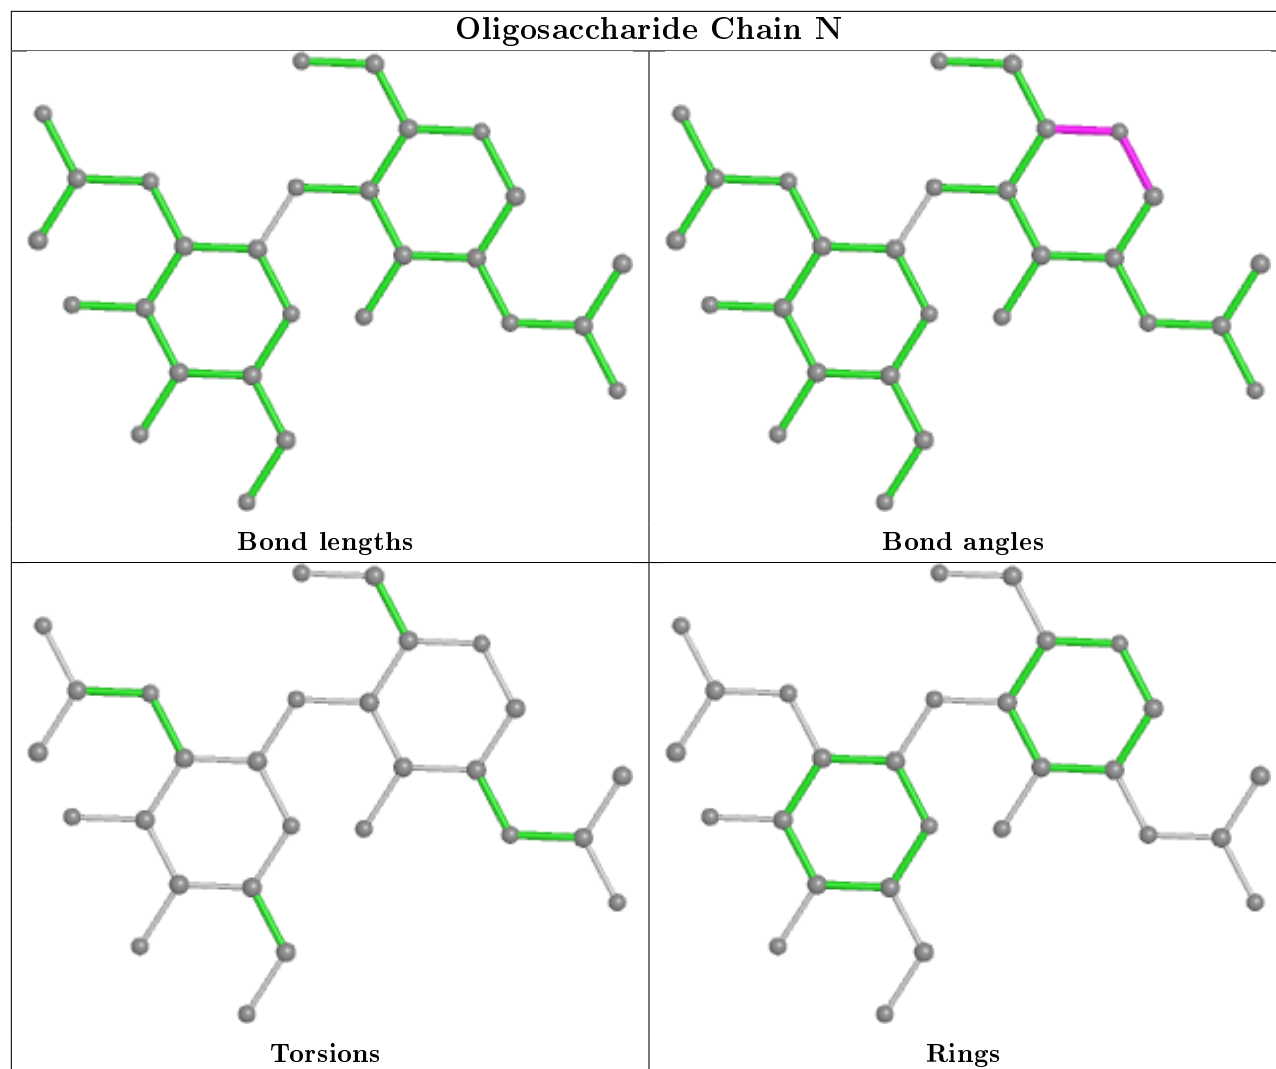 Oligosaccharide Chain N
Bond lengths
Bond angles
Torsions
Rings